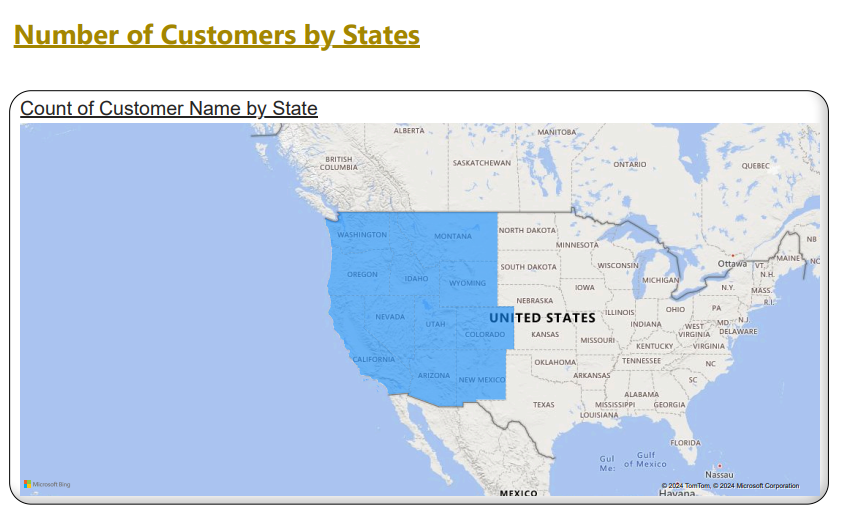 Number of Customers by States
Count of Customer Name by State
ALBERTA
MANITOBA
BRITISH
COLUMBIA
SASKATCHEWAN
ONTARIO
QUEBEC
WASHINGTON
MONTANA
NORTH DAKOTA
MINNESOTA
NB
MAINE
NO
Ottawa
VT.
N.H.
OREGON
IDAHO
WYOMING
SOUTH DAKOTA
WISCONSIN
MICHIGAN
N.Y.
MASS.
R.I.
IOWA
NEBRASKA
NEVADA
UTAH
COLORADO
UNITED STATES
ILLINOIS
INDIANA
OHIO
PA
N.J.
MD.
DELAWARE
WEST
VIRGINIA
VIRGINIA
KANSAS
MISSOURI
KENTUCKY
CALIFORNIA
ARIZONA
NEW MEXICO
OKLAHOMA
ARKANSAS
TENNESSEE
NC
SC
TEXAS
ALABAMA
MISSISSIPPI
GEORGIA
LOUISIANA
FLORIDA
Gul
Me:
Gulf
of Mexico
Nassau
Microsoft Bing
© 2024 TomTom, © 2024 Microsoft Corporation
MEXICO
Havana